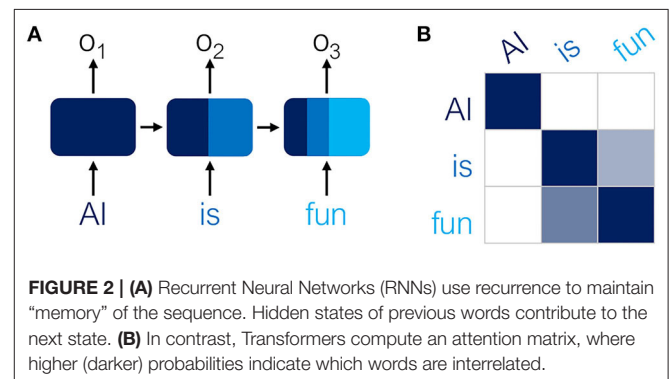 A
O1 O2 O3
AI is fun
B
AI is fun
AI
is
fun
FIGURE 2 | (A) Recurrent Neural Networks (RNNs) use recurrence to maintain
“memory” of the sequence. Hidden states of previous words contribute to the
next state. (B) In contrast, Transformers compute an attention matrix, where
higher (darker) probabilities indicate which words are interrelated.